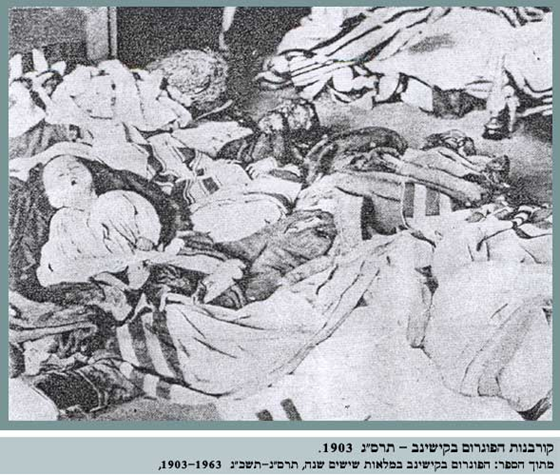 קורבנות הפוגרום בקישינב – תרס״ג 1903.
מתוך הספר: הפוגרום בקישינב במלאות שישים שנה, תרס״ג–תשכ״ג 1903–1963,